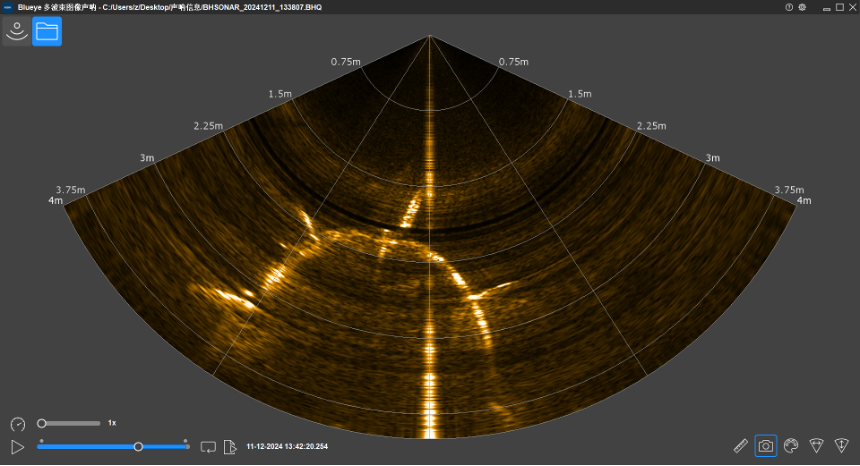 Blueye 多波束图像声呐 - C:/Users/z/Desktop/声呐信息/BHSONAR_20241211_133807.BHQ
0.75m 0.75m
1.5m 1.5m
2.25m 2.25m
3m 3m
3.75m 3.75m
4m 4m
1x
11-12-2024 13:42:20.254